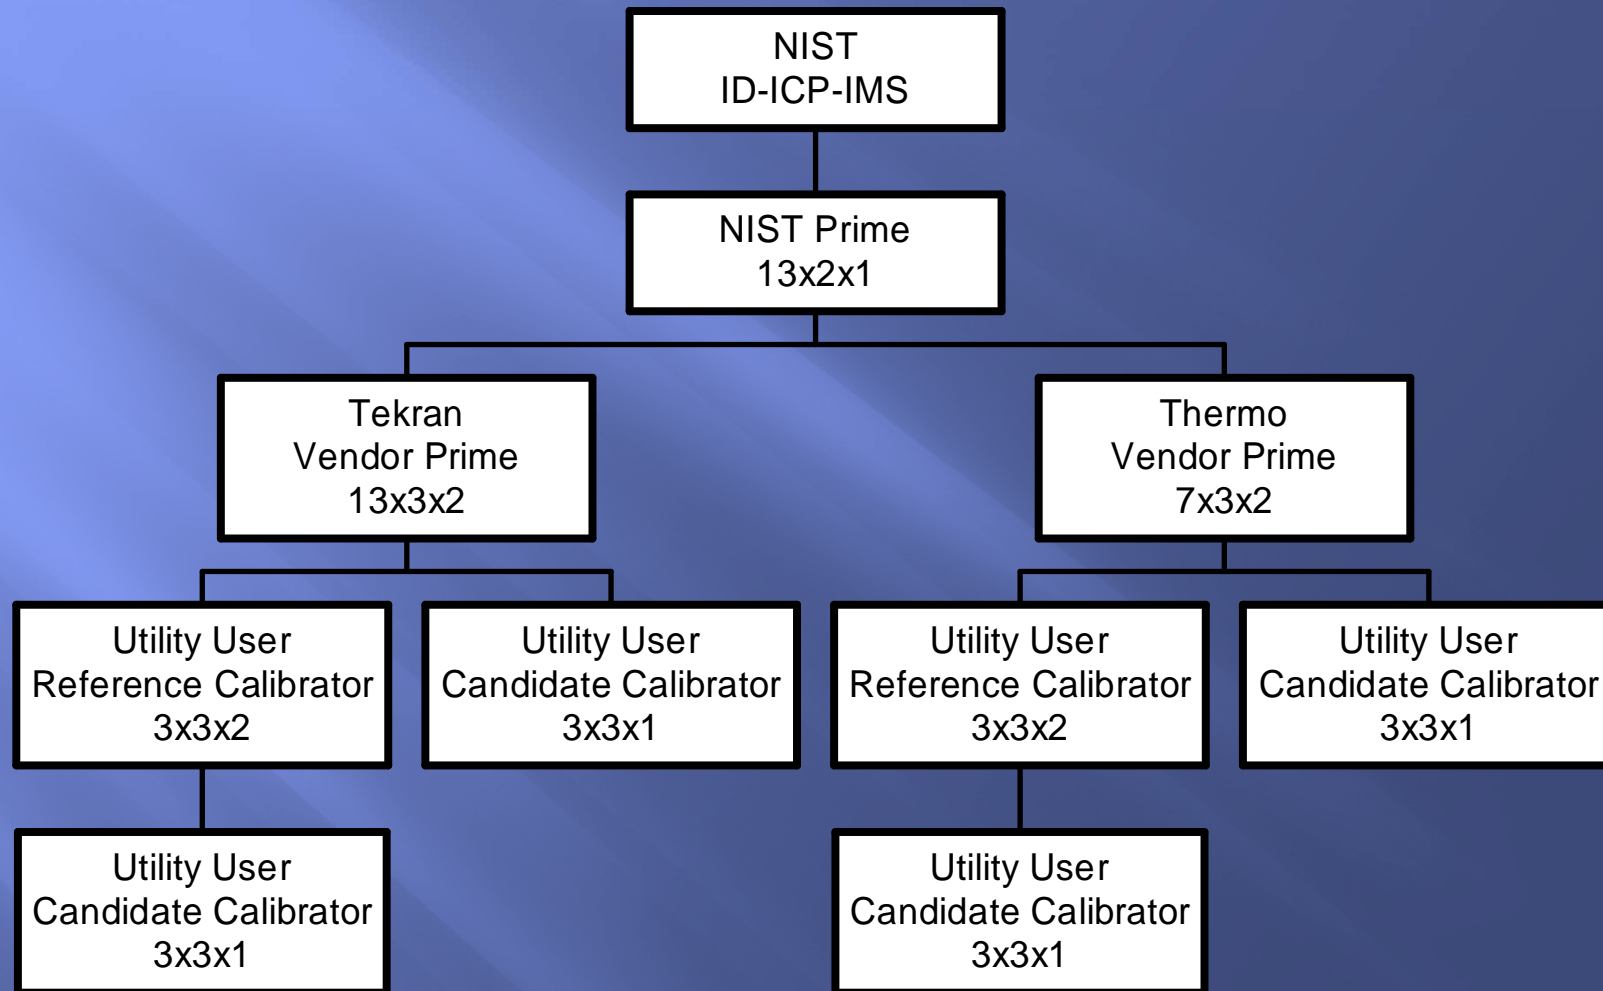 NIST
ID-ICP-IMS
NIST Prime
13x2x1
Tekran
Vendor Prime
13x3x2
Thermo
Vendor Prime
7x3x2
Utility User
Reference Calibrator
3x3x2
Utility User
Candidate Calibrator
3x3x1
Utility User
Reference Calibrator
3x3x2
Utility User
Candidate Calibrator
3x3x1
Utility User
Candidate Calibrator
3x3x1
Utility User
Candidate Calibrator
3x3x1